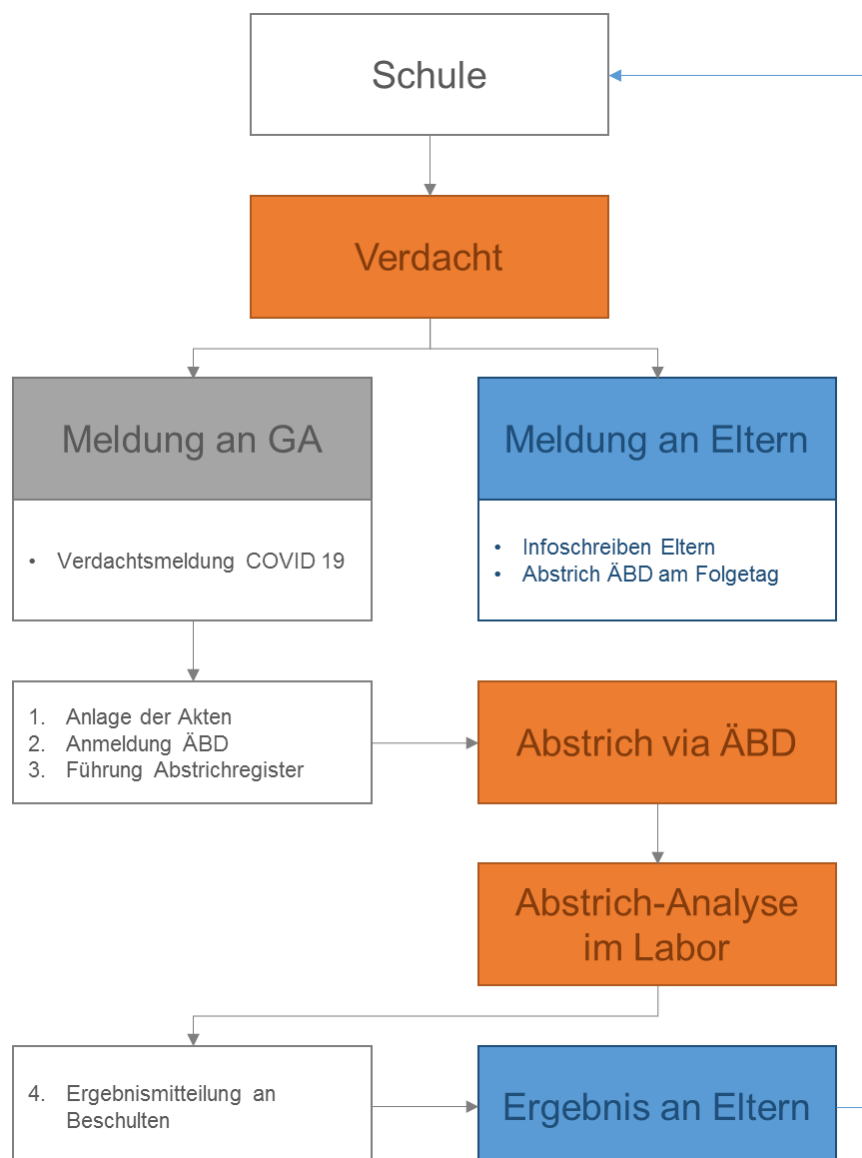 Schule
Verdacht
Meldung an GA
• Verdachtsmeldung COVID 19
Meldung an Eltern
• Infoschreiben Eltern
• Abstrich ÄBD am Folgetag
1. Anlage der Akten
2. Anmeldung ÄBD
3. Führung Abstrichregister
Abstrich via ÄBD
Abstrich-Analyse
im Labor
4. Ergebnismitteilung an
Beschulten
Ergebnis an Eltern